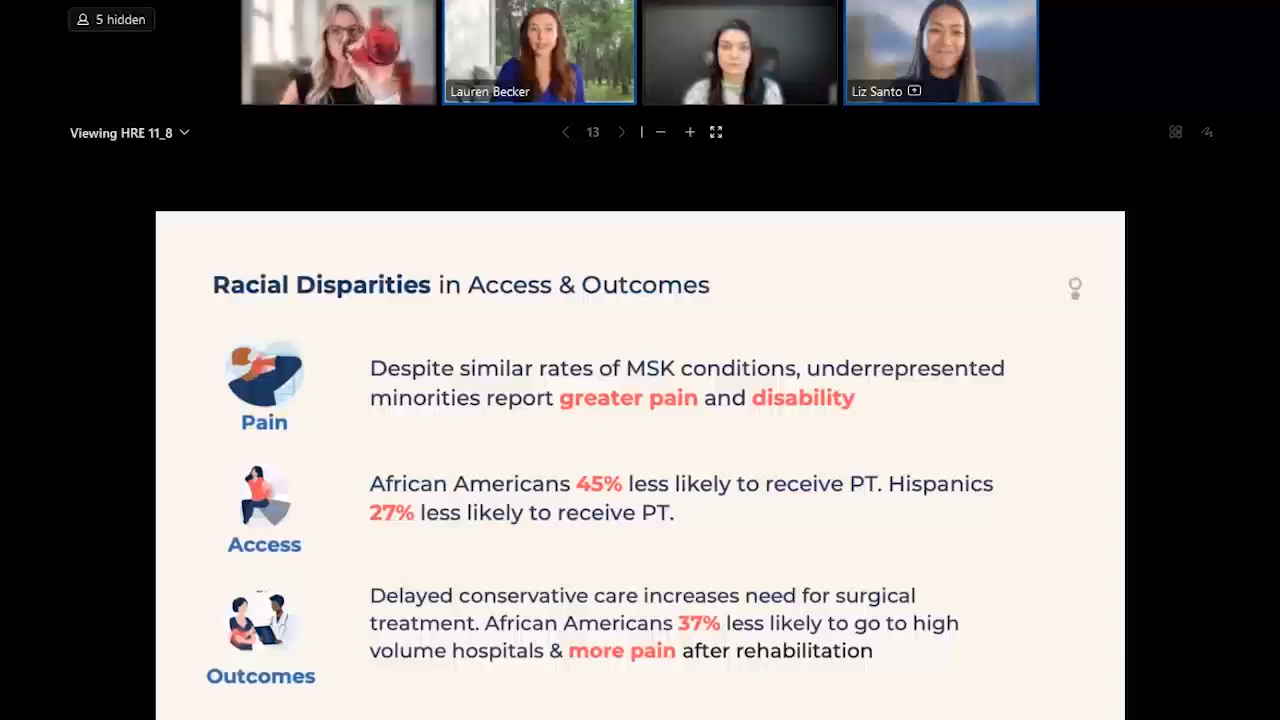 5 hidden
Lauren Becker
Liz Santo
Viewing HRE 11_8
13
Racial Disparities in Access & Outcomes
Despite similar rates of MSK conditions, underrepresented
minorities report greater pain and disability
Pain
African Americans 45% less likely to receive PT. Hispanics
27% less likely to receive PT.
Access
Delayed conservative care increases need for surgical
treatment. African Americans 37% less likely to go to high
volume hospitals & more pain after rehabilitation
Outcomes